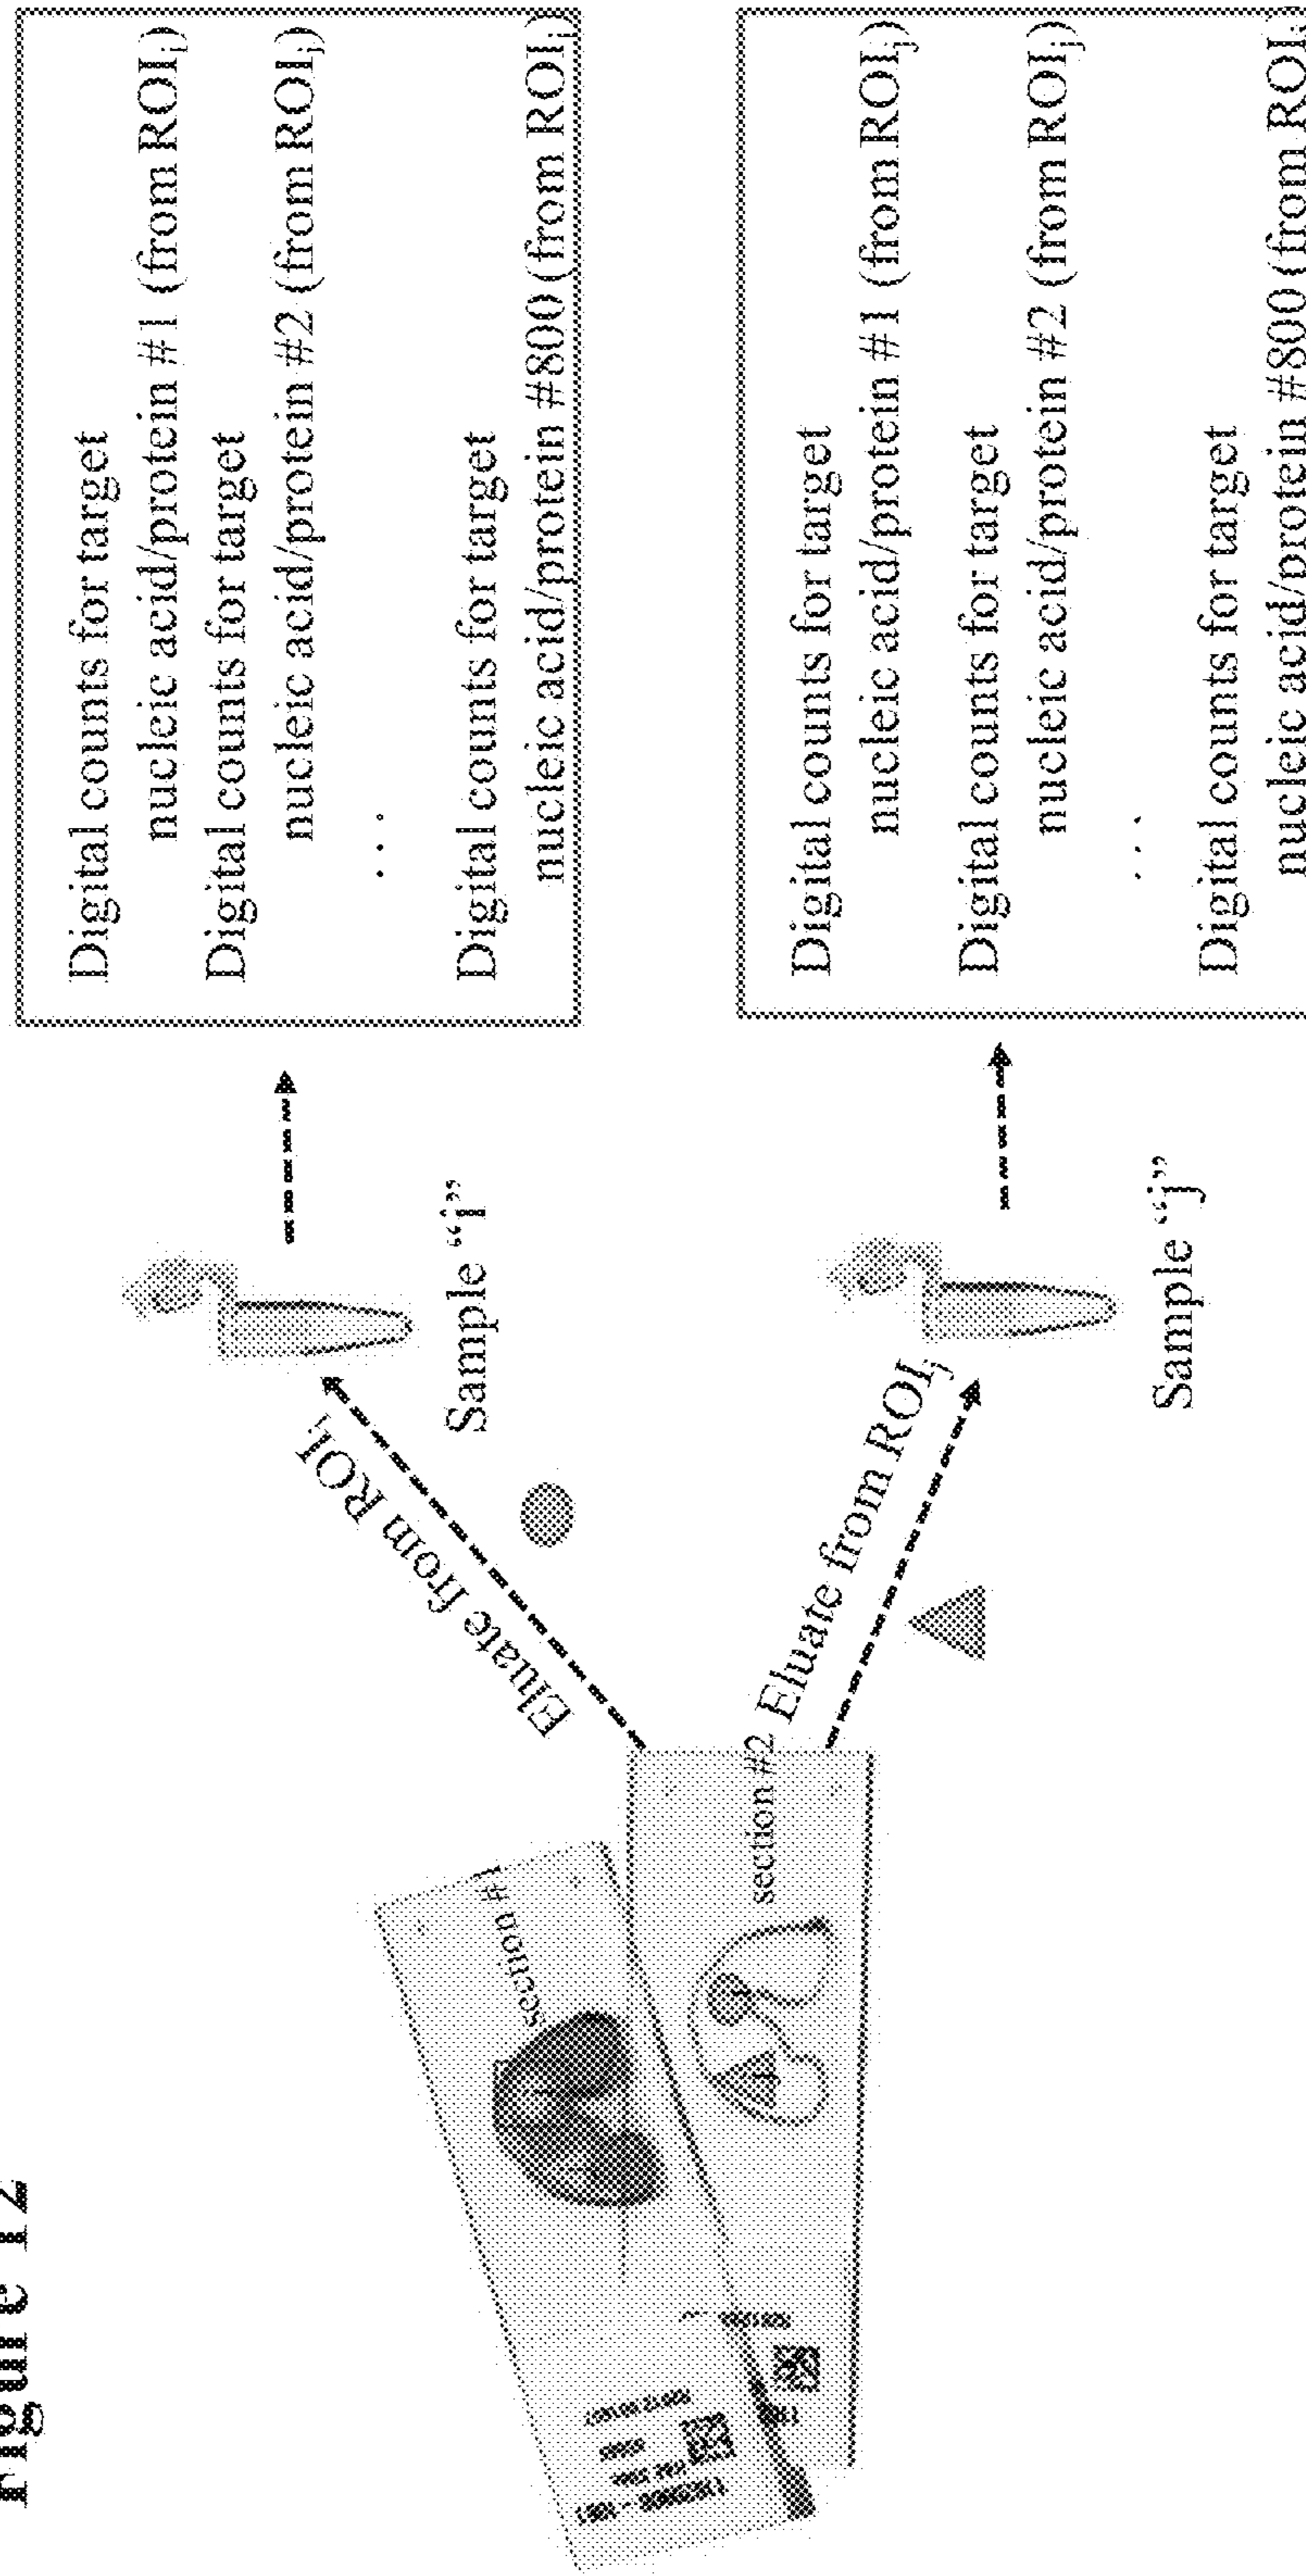 Figure 12
section #1
section #2
Eluate from ROIᵢ
Eluate from ROIⱼ
Sample “i”
Sample “j”
Digital counts for target
nucleic acid/protein #1 (from ROIᵢ)
Digital counts for target
nucleic acid/protein #2 (from ROIᵢ)
...
Digital counts for target
nucleic acid/protein #800 (from ROIᵢ)
Digital counts for target
nucleic acid/protein #1 (from ROIⱼ)
Digital counts for target
nucleic acid/protein #2 (from ROIⱼ)
...
Digital counts for target
nucleic acid/protein #800 (from ROIⱼ)